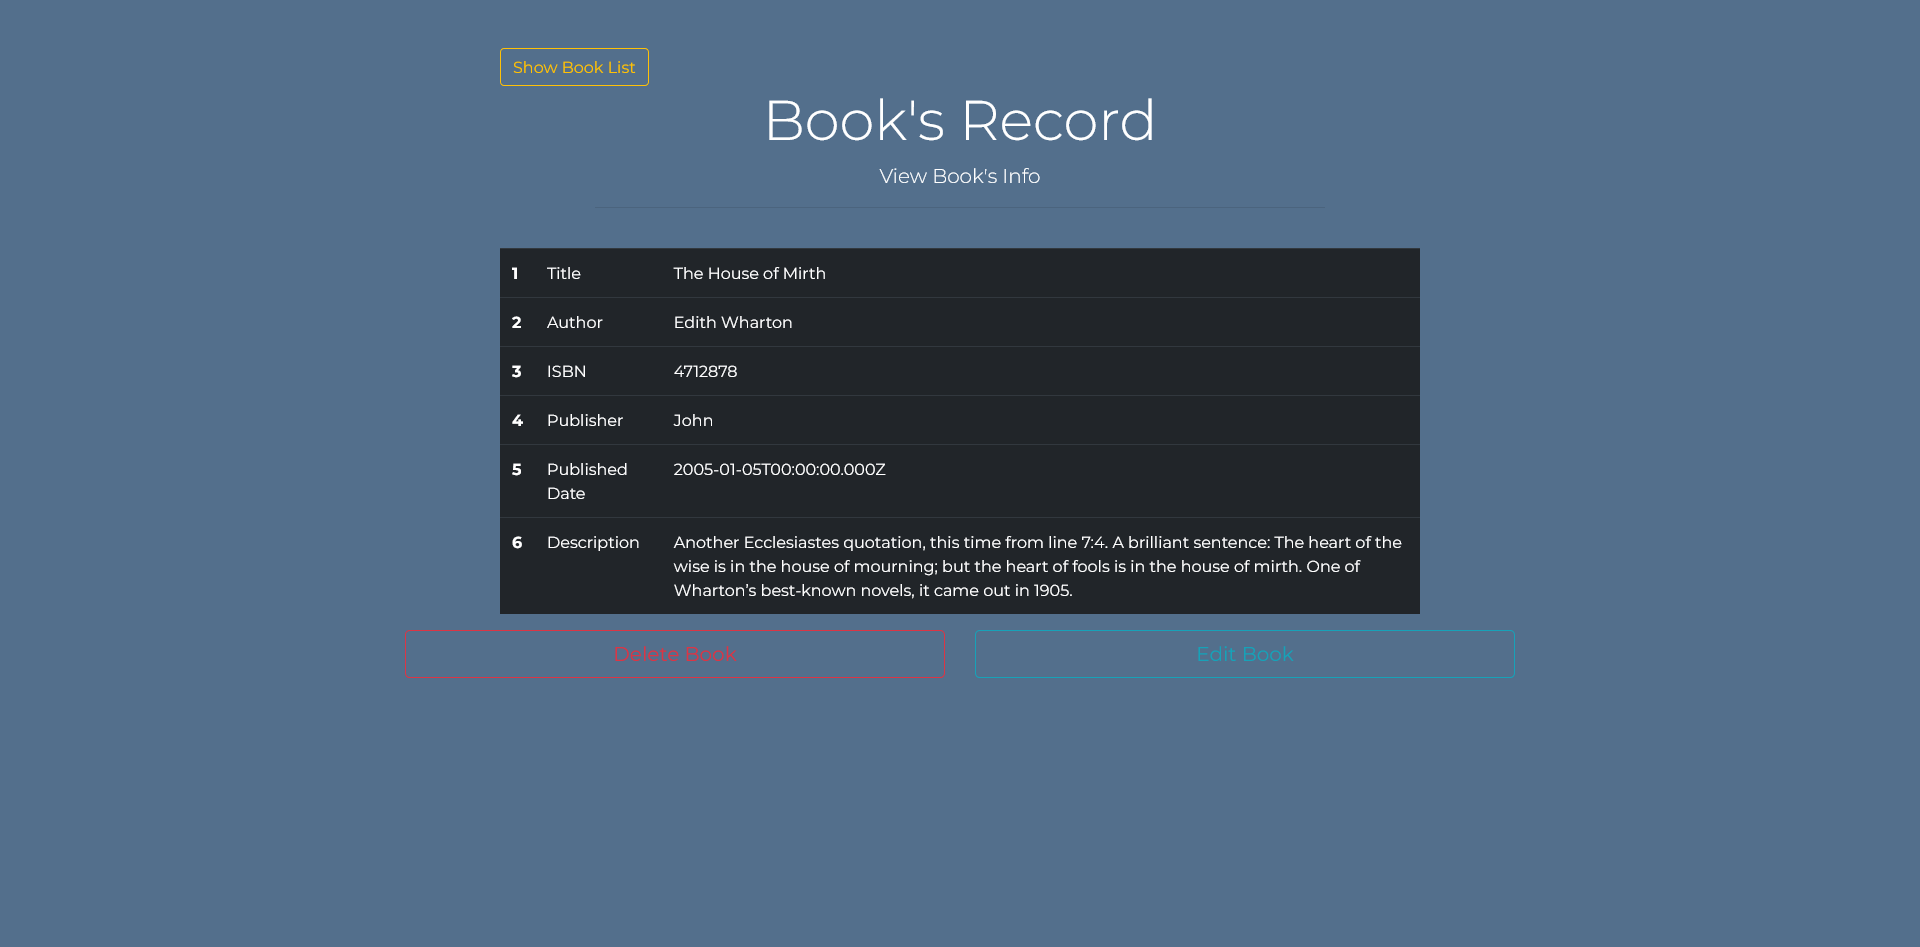 Show Book List
Book's Record
View Book's Info
1 Title The House of Mirth
2 Author Edith Wharton
3 ISBN 4712878
4 Publisher John
5 Published 2005-01-05T00:00:00.000Z
Date
6 Description Another Ecclesiastes quotation, this time from line 7:4. A brilliant sentence: The heart of the
wise is in the house of mourning; but the heart of fools is in the house of mirth. One of
Wharton’s best-known novels, it came out in 1905.
Delete Book Edit Book